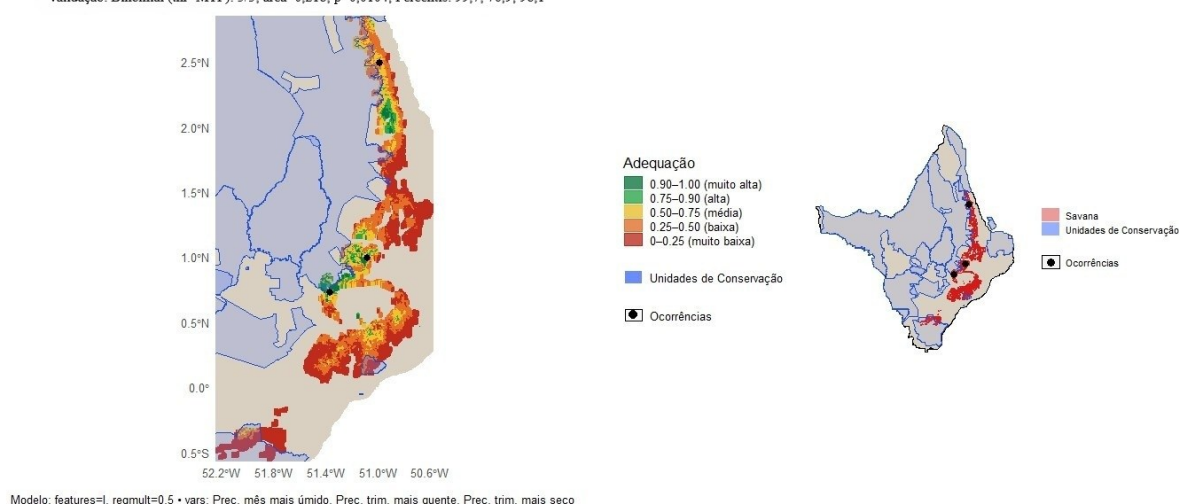 2.5°N
2.0°N
1.5°N
1.0°N
0.5°N
0.0°
0.5°S
52.2°W 51.8°W 51.4°W 51.0°W 50.6°W
Modelo: features=l, regmult=0.5 • vars: Prec. mês mais úmido, Prec. trim. mais quente, Prec. trim. mais seco
Adequação
0.90–1.00 (muito alta)
0.75–0.90 (alta)
0.50–0.75 (média)
0.25–0.50 (baixa)
0–0.25 (muito baixa)
Unidades de Conservação
Ocorrências
Savana
Unidades de Conservação
Ocorrências